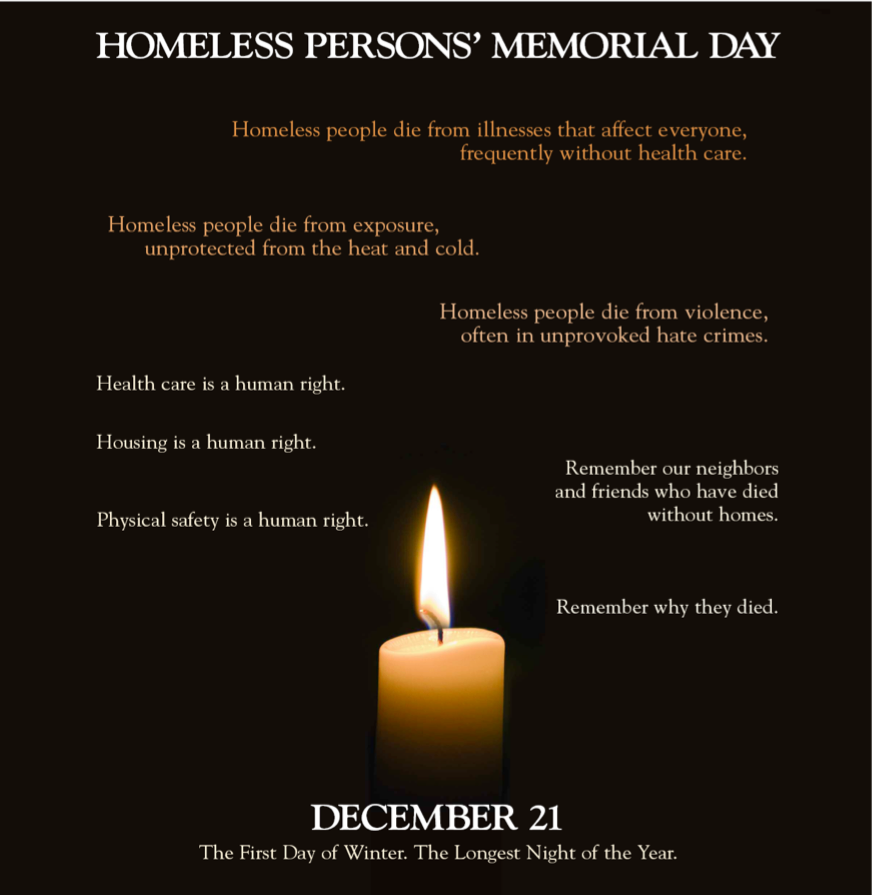 HOMELESS PERSONS' MEMORIAL DAY
Homeless people die from illnesses that affect everyone,
frequently without health care.
Homeless people die from exposure,
unprotected from the heat and cold.
Homeless people die from violence,
often in unprovoked hate crimes.
Health care is a human right.
Housing is a human right.
Physical safety is a human right.
Remember our neighbors
and friends who have died
without homes.
Remember why they died.
DECEMBER 21
The First Day of Winter. The Longest Night of the Year.